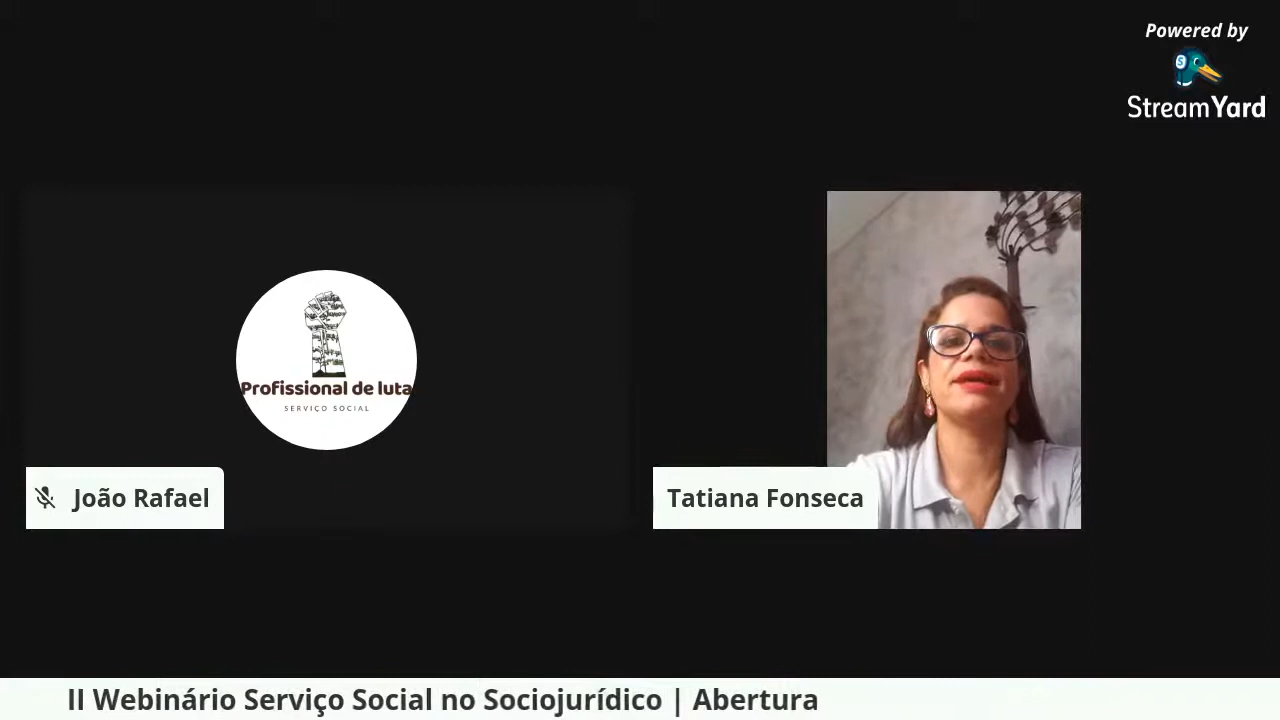 Powered by
StreamYard
Profissional de luta
SERVIÇO SOCIAL
João Rafael
Tatiana Fonseca
II Webinário Serviço Social no Sociojurídico | Abertura